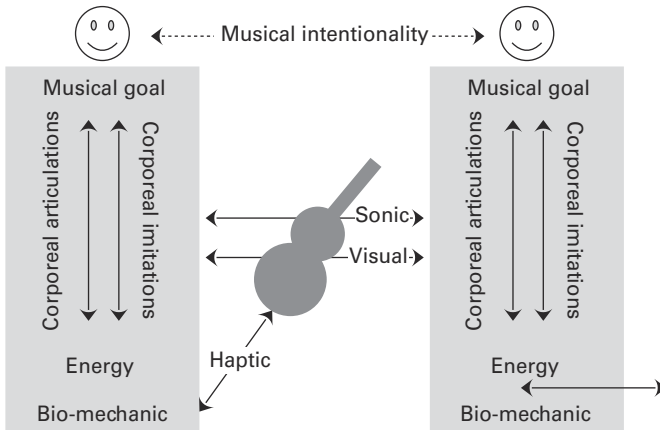 Musical intentionality
Musical goal
Corporeal articulations
Corporeal imitations
Energy
Bio-mechanic
Sonic
Visual
Haptic
Musical goal
Corporeal articulations
Corporeal imitations
Energy
Bio-mechanic